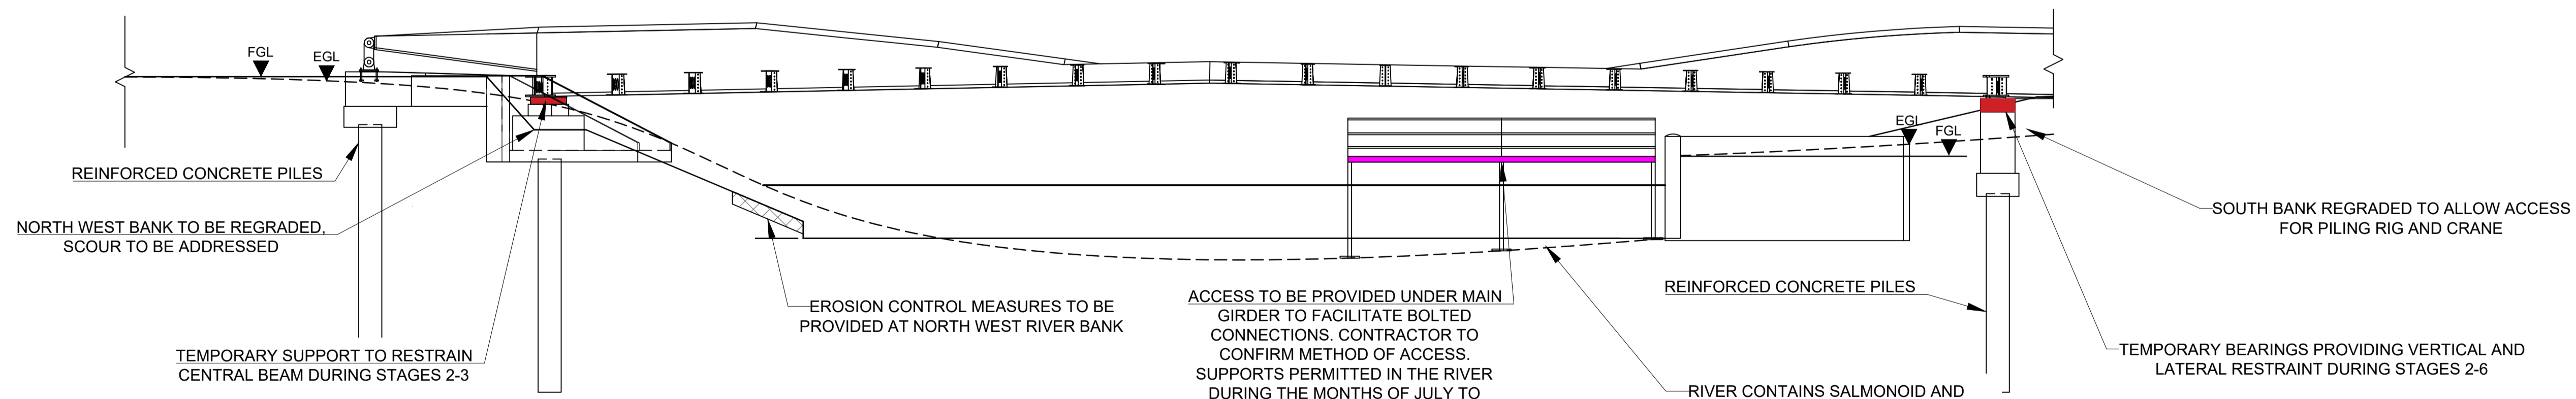 FGL
EGL
REINFORCED CONCRETE PILES
NORTH WEST BANK TO BE REGRADED,
SCOUR TO BE ADDRESSED
TEMPORARY SUPPORT TO RESTRAIN
CENTRAL BEAM DURING STAGES 2-3
EROSION CONTROL MEASURES TO BE
PROVIDED AT NORTH WEST RIVER BANK
ACCESS TO BE PROVIDED UNDER MAIN
GIRDER TO FACILITATE BOLTED
CONNECTIONS. CONTRACTOR TO
CONFIRM METHOD OF ACCESS.
SUPPORTS PERMITTED IN THE RIVER
DURING THE MONTHS OF JULY TO
EGL
FGL
REINFORCED CONCRETE PILES
RIVER CONTAINS SALMONOID AND
SOUTH BANK REGRADED TO ALLOW ACCESS
FOR PILING RIG AND CRANE
TEMPORARY BEARINGS PROVIDING VERTICAL AND
LATERAL RESTRAINT DURING STAGES 2-6